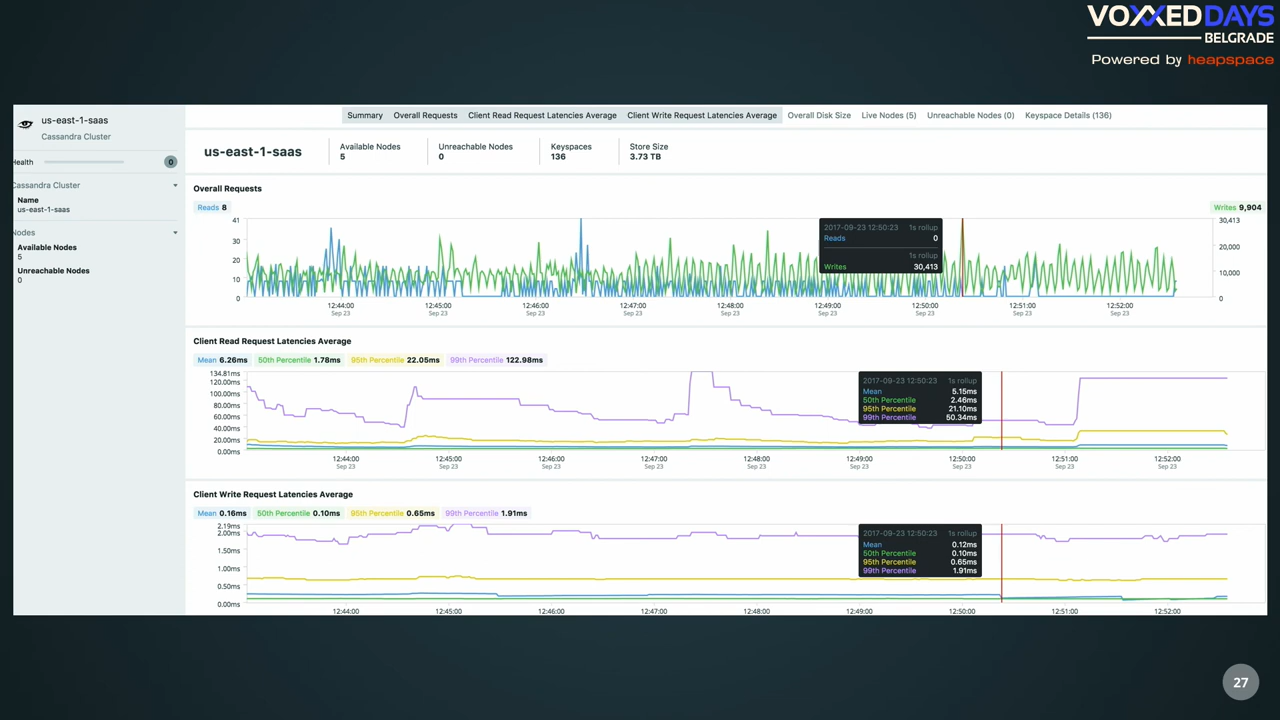 VOXXEDDAYS
BELGRADE
Powered by heapspace
us-east-1-saas
Cassandra Cluster
Health 0
Cassandra Cluster
Name
us-east-1-saas
Nodes
Available Nodes
5
Unreachable Nodes
0
Summary Overall Requests Client Read Request Latencies Average Client Write Request Latencies Average Overall Disk Size Live Nodes (5) Unreachable Nodes (0) Keyspace Details (136)
us-east-1-saas
Available Nodes
5
Unreachable Nodes
0
Keyspaces
136
Store Size
3.73 TB
Overall Requests
Reads 8
Writes 9,904
41
30
20
10
0
30,413
20,000
10,000
0
2017-09-23 12:50:23 1s rollup
Reads 0
1s rollup
Writes 30,413
12:44:00 12:45:00 12:46:00 12:47:00 12:48:00 12:49:00 12:50:00 12:51:00 12:52:00
Sep 23 Sep 23 Sep 23 Sep 23 Sep 23 Sep 23 Sep 23 Sep 23 Sep 23
Client Read Request Latencies Average
Mean 6.26ms 50th Percentile 1.78ms 95th Percentile 22.05ms 99th Percentile 122.98ms
134.81ms
120.00ms
100.00ms
80.00ms
60.00ms
40.00ms
20.00ms
0.00ms
2017-09-23 12:50:23 1s rollup
Mean 5.15ms
50th Percentile 2.46ms
95th Percentile 21.10ms
99th Percentile 50.34ms
12:44:00 12:45:00 12:46:00 12:47:00 12:48:00 12:49:00 12:50:00 12:51:00 12:52:00
Sep 23 Sep 23 Sep 23 Sep 23 Sep 23 Sep 23 Sep 23 Sep 23 Sep 23
Client Write Request Latencies Average
Mean 0.16ms 50th Percentile 0.10ms 95th Percentile 0.65ms 99th Percentile 1.91ms
2.19ms
2.00ms
1.50ms
1.00ms
0.50ms
0.00ms
2017-09-23 12:50:23 1s rollup
Mean 0.12ms
50th Percentile 0.10ms
95th Percentile 0.65ms
99th Percentile 1.91ms
12:44:00 12:45:00 12:46:00 12:47:00 12:48:00 12:49:00 12:50:00 12:51:00 12:52:00
27